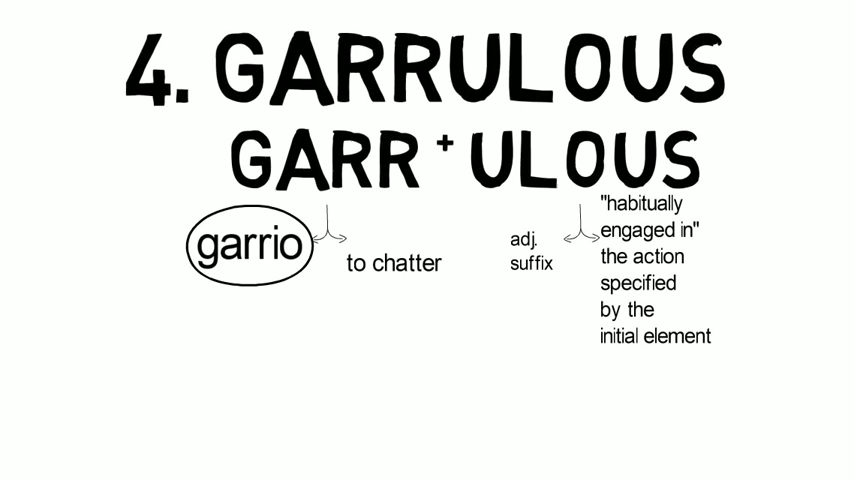 4. GARRULOUS
GARR + ULOUS
garrio
to chatter
adj.
suffix
"habitually
engaged in"
the action
specified
by the
initial element